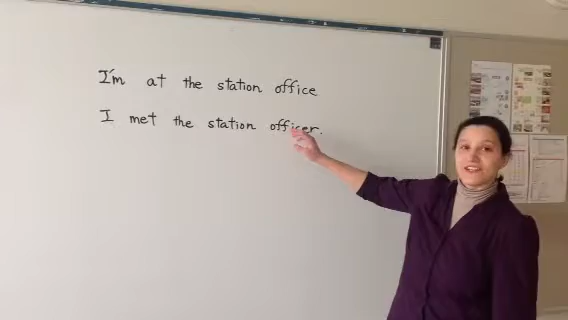 I'm at the station office
I met the station officer.